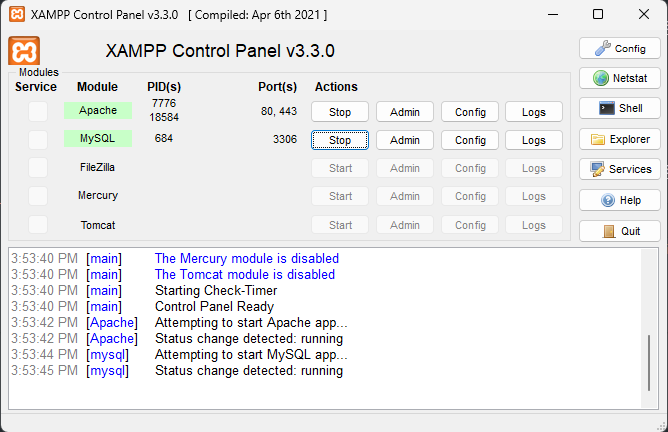 XAMPP Control Panel v3.3.0 [ Compiled: Apr 6th 2021 ]
XAMPP Control Panel v3.3.0
Config
Modules
Service Module PID(s) Port(s) Actions
Netstat
Apache 7776 18584 80, 443 Stop Admin Config Logs
Shell
MySQL 684 3306 Stop Admin Config Logs
Explorer
FileZilla Start Admin Config Logs
Services
Mercury Start Admin Config Logs
Help
Tomcat Start Admin Config Logs
Quit
3:53:40 PM [main] The Mercury module is disabled
3:53:40 PM [main] The Tomcat module is disabled
3:53:40 PM [main] Starting Check-Timer
3:53:40 PM [main] Control Panel Ready
3:53:42 PM [Apache] Attempting to start Apache app...
3:53:42 PM [Apache] Status change detected: running
3:53:44 PM [mysql] Attempting to start MySQL app...
3:53:45 PM [mysql] Status change detected: running